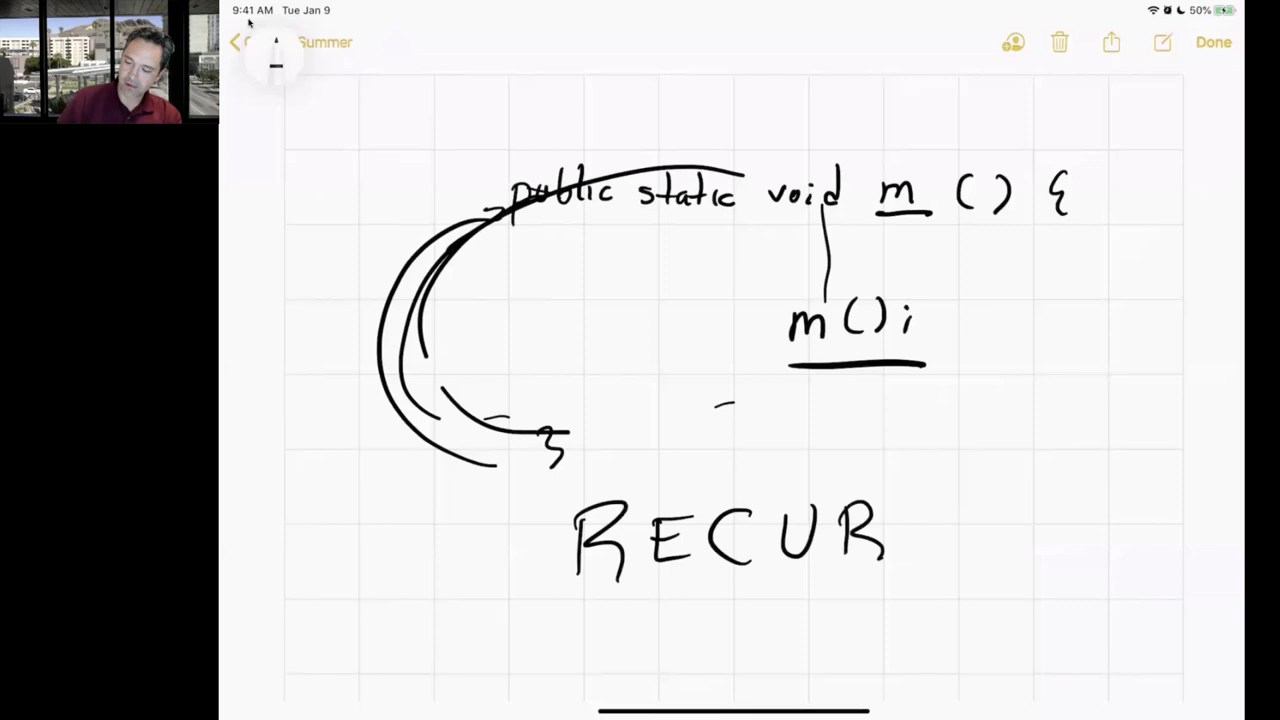 9:41 AM Tue Jan 9
50%
Summer
Done
public static void m () {
m();
}
RECUR